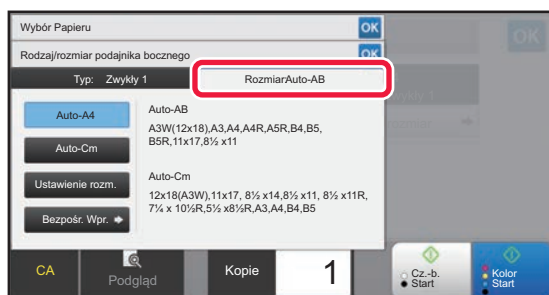 Wybór Papieru
OK
OK
Rodzaj/rozmiar podajnika bocznego
OK
Typ: Zwykły 1
RozmiarAuto-AB
Zwykły 1
Rozmiar
Auto-A4
Auto-Cm
Ustawienie rozm.
Bezpośr. Wpr.
Auto-AB
A3W(12x18),A3,A4,A4R,A5R,B4,B5,
B5R,11x17,8½ x11
Auto-Cm
12x18(A3W),11x17, 8½ x14,8½ x11, 8½ x11R,
7¼ x 10½R,5½ x8½R,A3,A4,B4,B5
CA
Podgląd
Kopie
1
Cz.-b.
Start
Kolor
Start